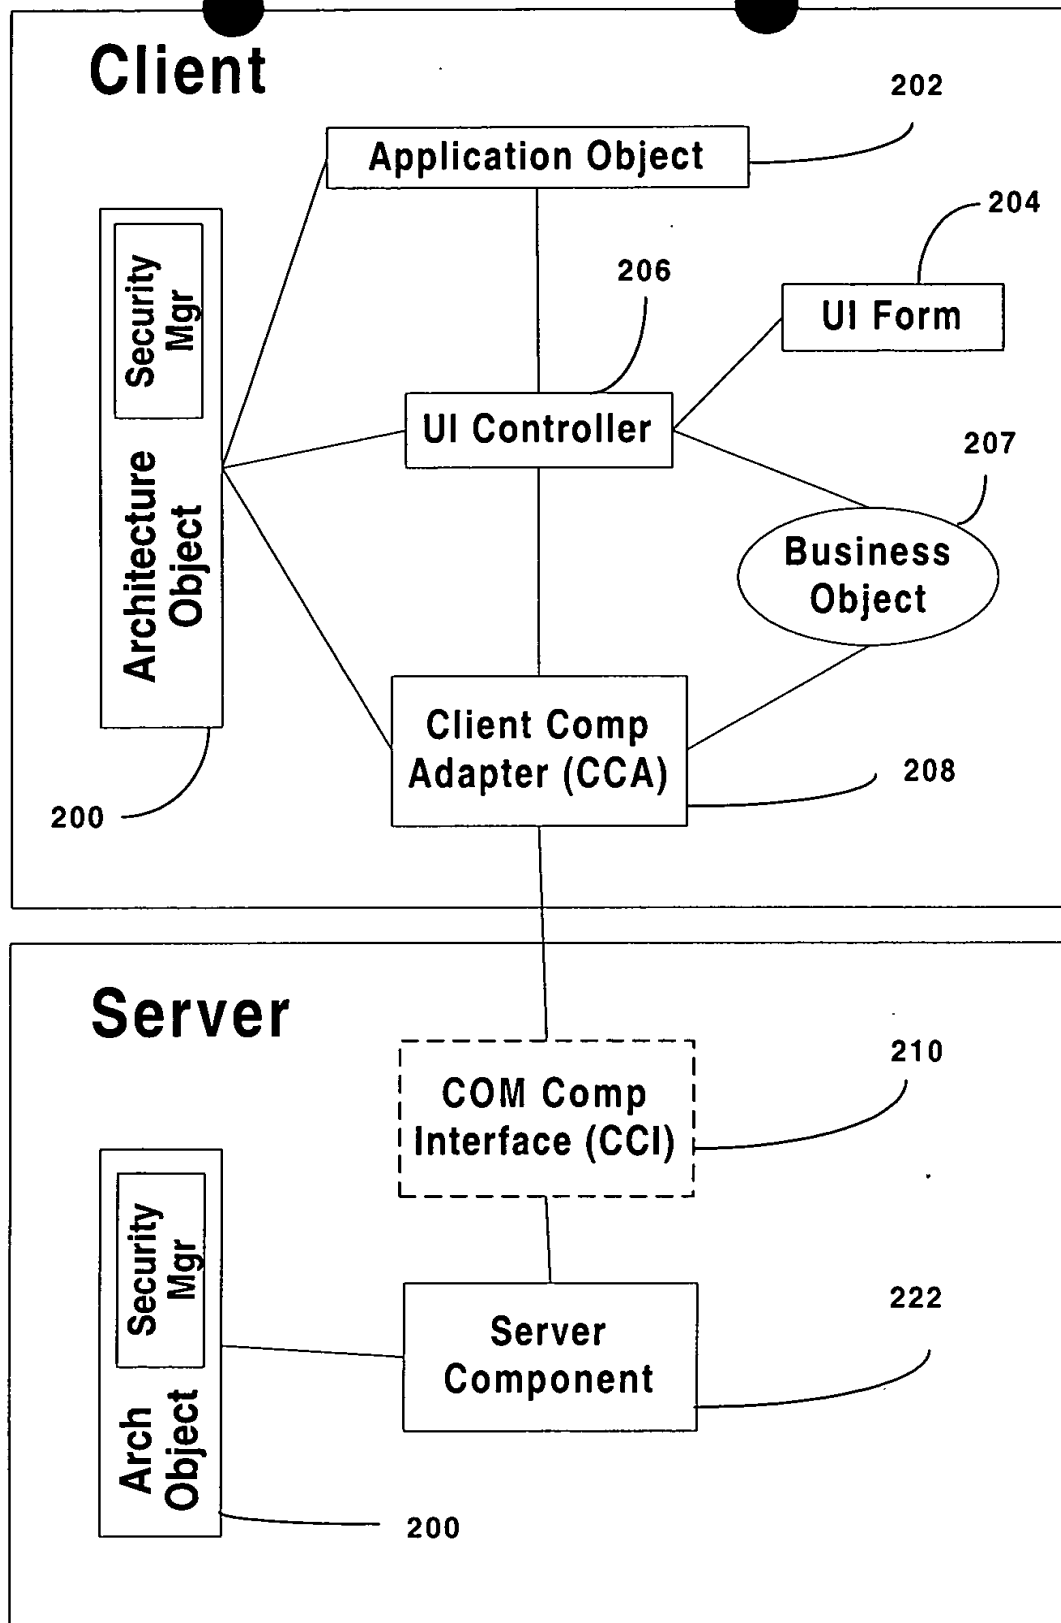 Client
202
Application Object
204
Security
Mgr
206
UI Form
UI Controller
207
Architecture
Object
Business
Object
Client Comp
Adapter (CCA)
208
200
Server
210
COM Comp
Interface (CCI)
Security
Mgr
222
Server
Component
Arch
Object
200